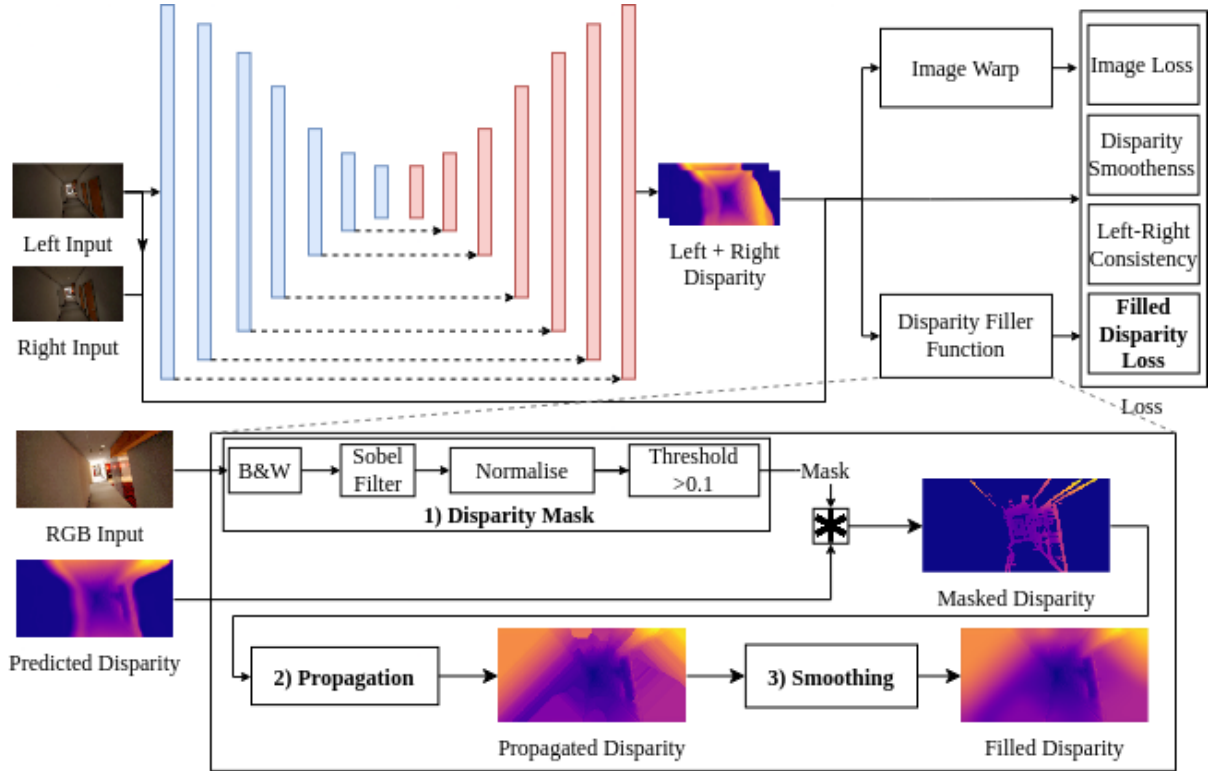 Image Warp
Image Loss
Disparity
Smoothenss
Left Input
Left + Right
Disparity
Left-Right
Consistency
Right Input
Disparity Filler
Function
Filled
Disparity
Loss
Loss
B&W
Sobel
Filter
Normalise
Threshold
>0.1
Mask
1) Disparity Mask
RGB Input
Masked Disparity
Predicted Disparity
2) Propagation
3) Smoothing
Propagated Disparity
Filled Disparity